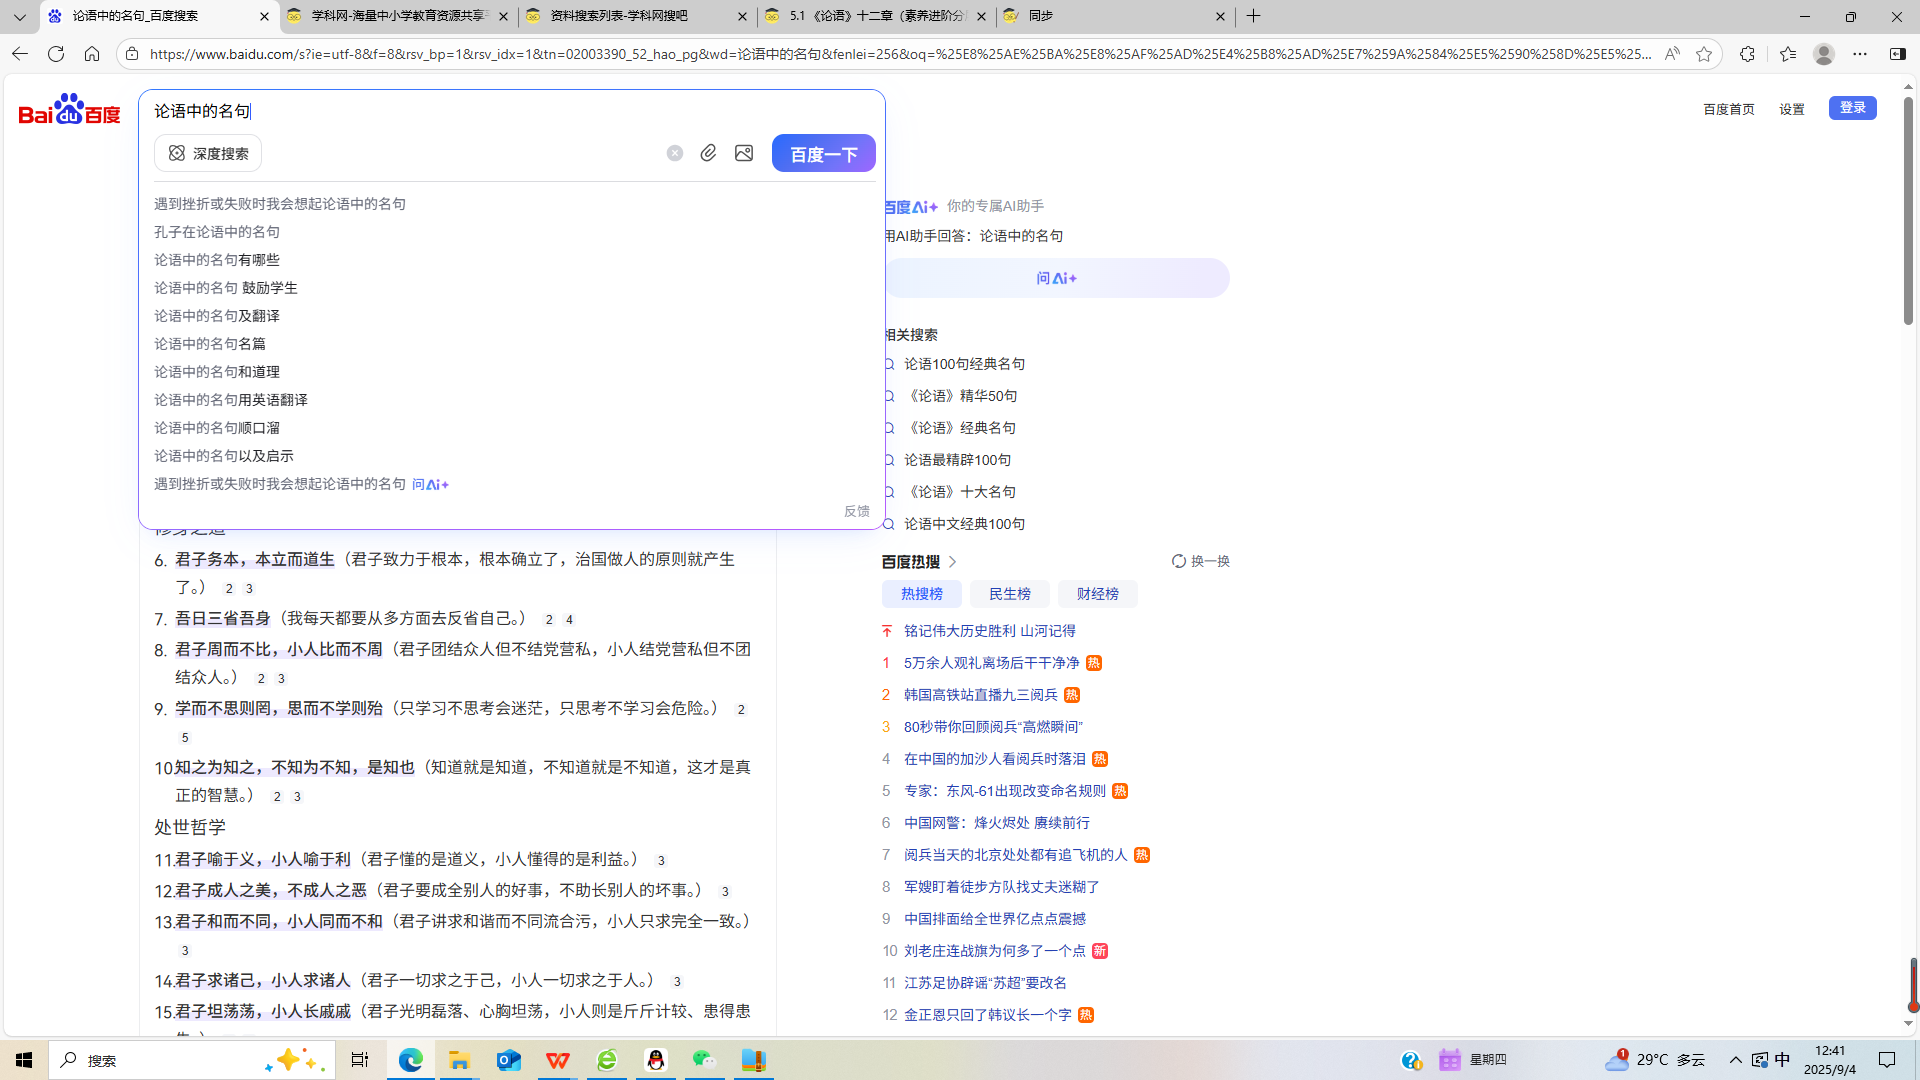 论语中的名句_百度搜索
学科网-海量中小学教育资源共享平
资料搜索列表-学科网搜吧
5.1 《论语》十二章（素养进阶分
同步
https://www.baidu.com/s?ie=utf-8&f=8&rsv_bp=1&rsv_idx=1&tn=02003390_52_hao_pg&wd=论语中的名句&fenlei=256&oq=%25E8%25AE%25BA%25E8%25AF%25AD%25E4%25B8%25AD%25E7%259A%2584%25E5%2590%258D%25E5%25...
Bai du 百度
论语中的名句
百度首页 设置 登录
深度搜索 百度一下
遇到挫折或失败时我会想起论语中的名句
孔子在论语中的名句
论语中的名句有哪些
论语中的名句 鼓励学生
论语中的名句及翻译
论语中的名句名篇
论语中的名句和道理
论语中的名句用英语翻译
论语中的名句顺口溜
论语中的名句以及启示
遇到挫折或失败时我会想起论语中的名句 问Ai+
反馈
修身之道
6. 君子务本，本立而道生（君子致力于根本，根本确立了，治国做人的原则就产生
了。） 2 3
7. 吾日三省吾身（我每天都要从多方面去反省自己。） 2 4
8. 君子周而不比，小人比而不周（君子团结众人但不结党营私，小人结党营私但不团
结众人。） 2 3
9. 学而不思则罔，思而不学则殆（只学习不思考会迷茫，只思考不学习会危险。） 2
5
10.知之为知之，不知为不知，是知也（知道就是知道，不知道就是不知道，这才是真
正的智慧。） 2 3
处世哲学
11.君子喻于义，小人喻于利（君子懂的是道义，小人懂得的是利益。） 3
12.君子成人之美，不成人之恶（君子要成全别人的好事，不助长别人的坏事。） 3
13.君子和而不同，小人同而不和（君子讲求和谐而不同流合污，小人只求完全一致。）
3
14.君子求诸己，小人求诸人（君子一切求之于己，小人一切求之于人。） 3
15.君子坦荡荡，小人长戚戚（君子光明磊落、心胸坦荡，小人则是斤斤计较、患得患
百度Ai+ 你的专属AI助手
用AI助手回答：论语中的名句
问Ai+
相关搜索
论语100句经典名句
《论语》精华50句
《论语》经典名句
论语最精辟100句
《论语》十大名句
论语中文经典100句
百度热搜 换一换
热搜榜 民生榜 财经榜
铭记伟大历史胜利 山河记得
1 5万余人观礼离场后干干净净 热
2 韩国高铁站直播九三阅兵 热
3 80秒带你回顾阅兵“高燃瞬间”
4 在中国的加沙人看阅兵时落泪 热
5 专家：东风-61出现改变命名规则 热
6 中国网警：烽火烬处 赓续前行
7 阅兵当天的北京处处都有追飞机的人 热
8 军嫂盯着徒步方队找丈夫迷糊了
9 中国排面给全世界亿点点震撼
10 刘老庄连战旗为何多了一个点 新
11 江苏足协辟谣“苏超”要改名
12 金正恩只回了韩议长一个字 热
搜索
星期四
1 29°C 多云
中
12:41
2025/9/4